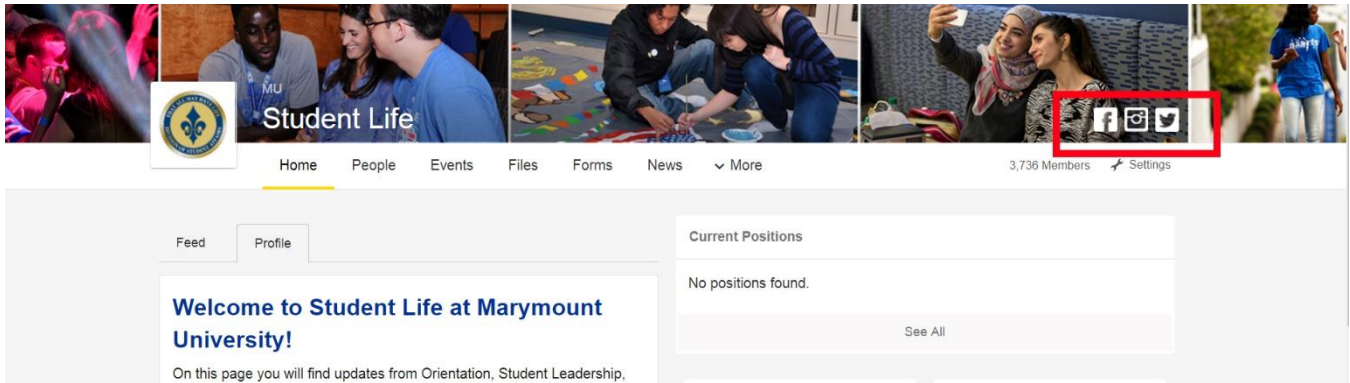 MU
Student Life
Home People Events Files Forms News More
3,736 Members Settings
Feed Profile
Welcome to Student Life at Marymount
University!
On this page you will find updates from Orientation, Student Leadership,
Current Positions
No positions found.
See All